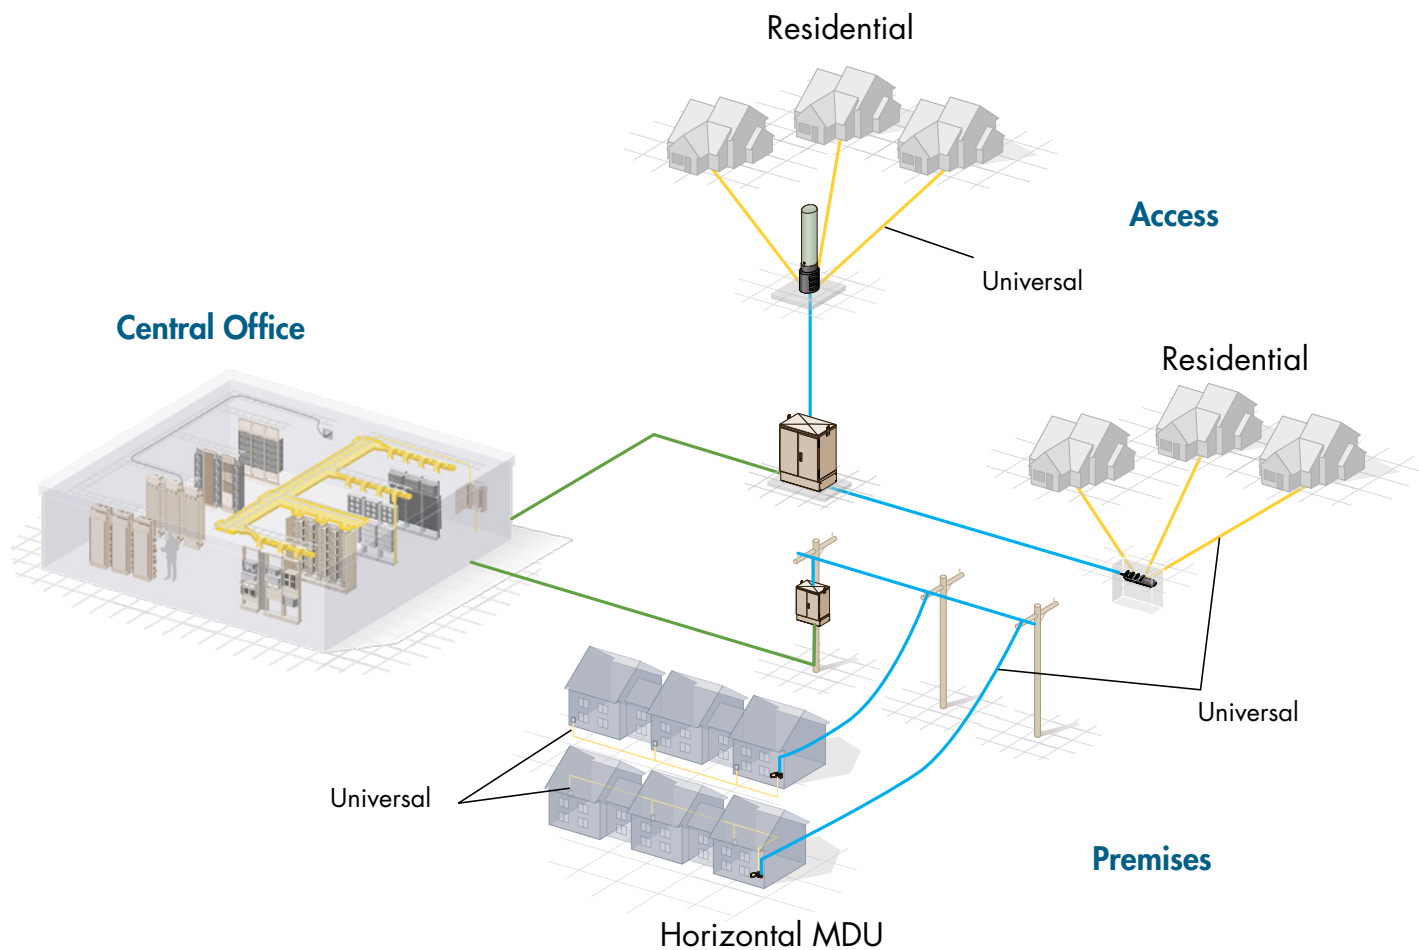 Residential
Access
Universal
Central Office
Residential
Universal
Universal
Premises
Horizontal MDU